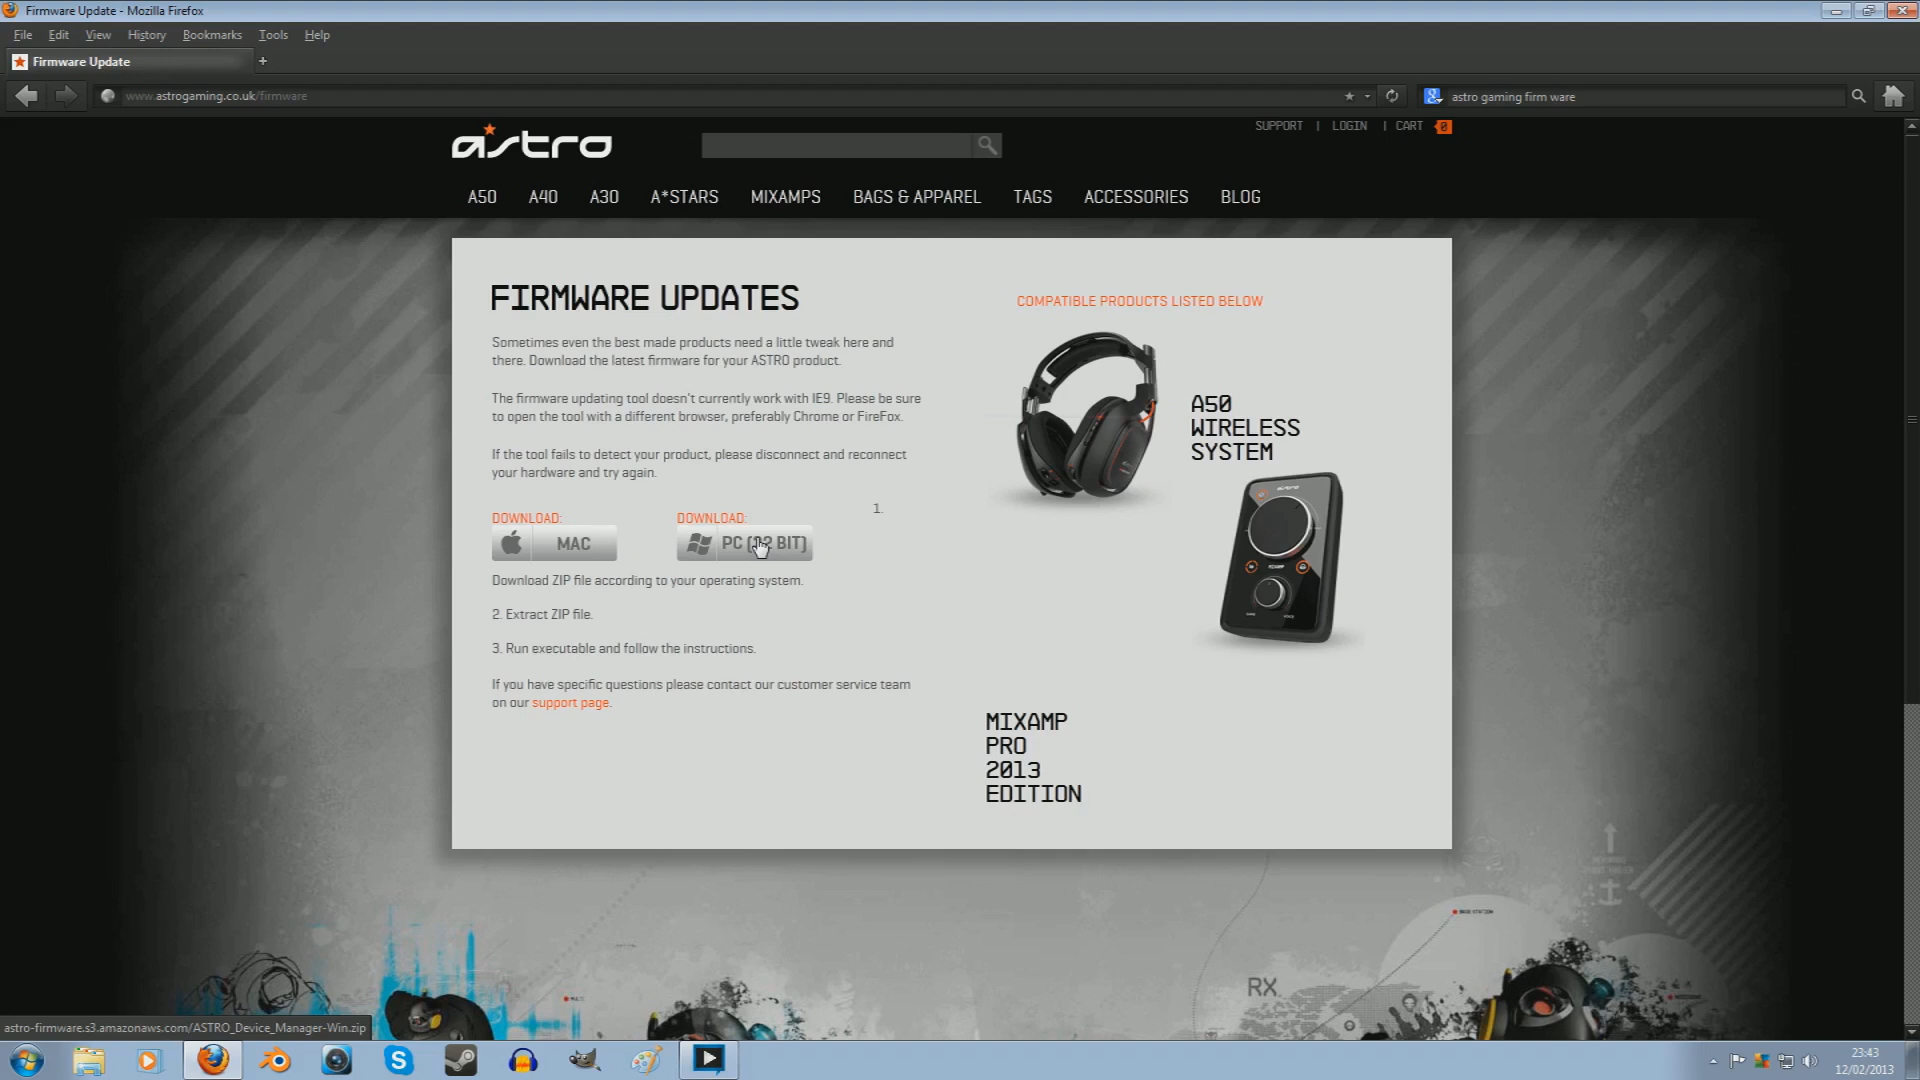 Firmware Update - Mozilla Firefox
File Edit View History Bookmarks Tools Help
Firmware Update +
www.astrogaming.co.uk/firmware
astro gaming firm ware
astro
SUPPORT | LOGIN | CART 0
A50 A40 A30 A*STARS MIXAMPS BAGS & APPAREL TAGS ACCESSORIES BLOG
FIRMWARE UPDATES
Sometimes even the best made products need a little tweak here and
there. Download the latest firmware for your ASTRO product.
The firmware updating tool doesn't currently work with IE9. Please be sure
to open the tool with a different browser, preferably Chrome or FireFox.
If the tool fails to detect your product, please disconnect and reconnect
your hardware and try again.
1.
DOWNLOAD: DOWNLOAD:
MAC PC (32 BIT)
Download ZIP file according to your operating system.
2. Extract ZIP file.
3. Run executable and follow the instructions.
If you have specific questions please contact our customer service team
on our support page.
COMPATIBLE PRODUCTS LISTED BELOW
A50
WIRELESS
SYSTEM
astro
MIXAMP
MIXAMP
PRO
2013
EDITION
RX
astro-firmware.s3.amazonaws.com/ASTRO_Device_Manager-Win.zip
23:43
12/02/2013